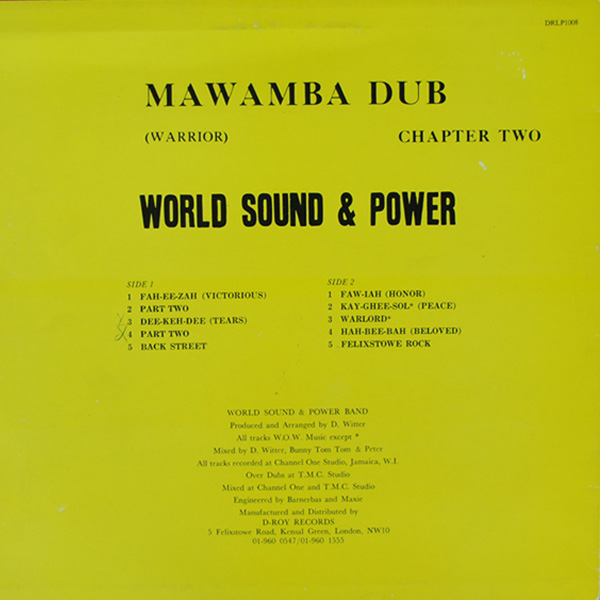 DRLP1008
MAWAMBA DUB
(WARRIOR) CHAPTER TWO
WORLD SOUND & POWER
SIDE 1
1 FAH-EE-ZAH (VICTORIOUS)
2 PART TWO
3 DEE-KEH-DEE (TEARS)
4 PART TWO
5 BACK STREET
SIDE 2
1 FAW-IAH (HONOR)
2 KAY-GHEE-SOL* (PEACE)
3 WARLORD*
4 HAH-BEE-BAH (BELOVED)
5 FELIXSTOWE ROCK
WORLD SOUND & POWER BAND
Produced and Arranged by D. Witter
All tracks W.O.W. Music except *
Mixed by D. Witter, Bunny Tom Tom & Peter
All tracks recorded at Channel One Studio, Jamaica, W.I.
Over Dubs at T.M.C. Studio
Mixed at Channel One and T.M.C. Studio
Engineered by Barnerbas and Maxie
Manufactured and Distributed by
D-ROY RECORDS
5 Felixstowe Road, Kensal Green, London, NW10
01-960 0547/01-960 1555